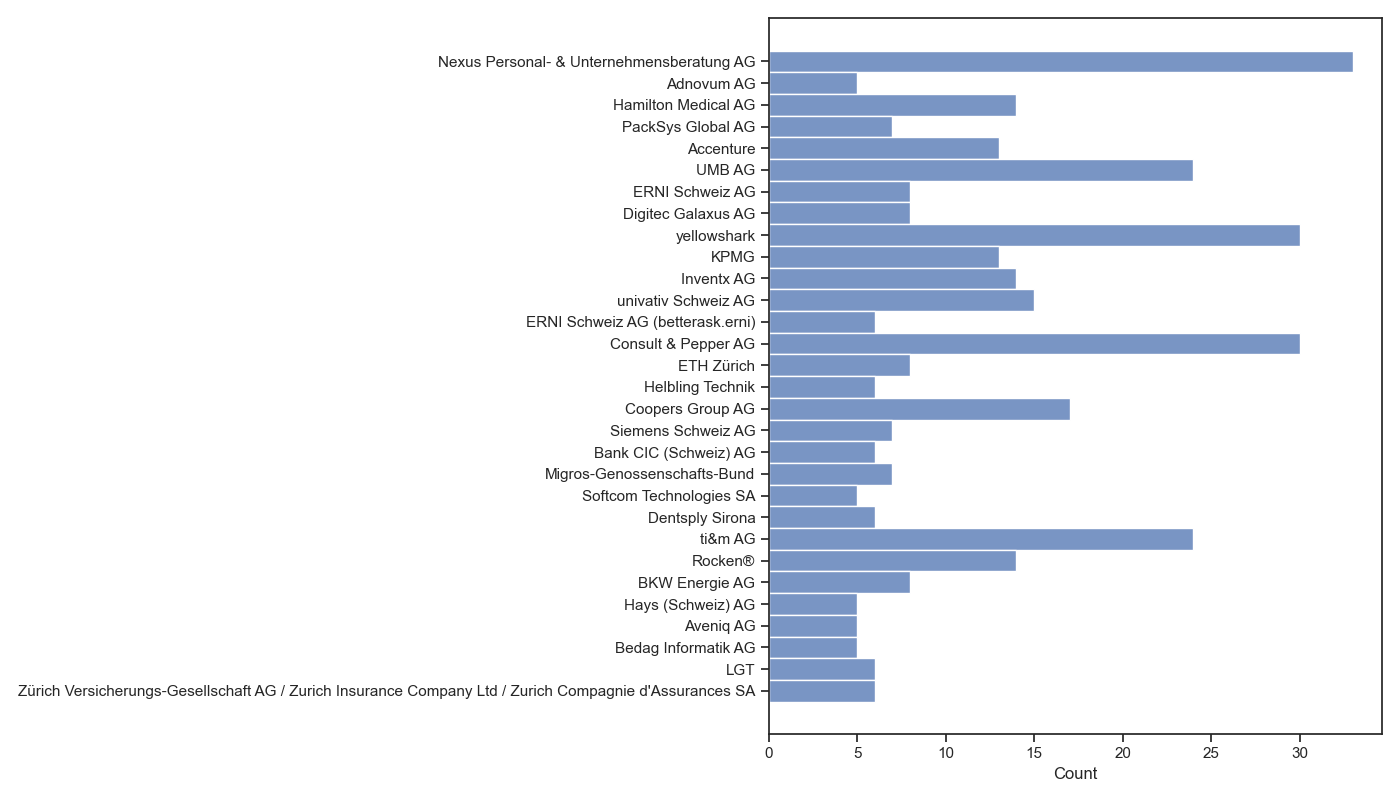 Nexus Personal- & Unternehmensberatung AG
Adnovum AG
Hamilton Medical AG
PackSys Global AG
Accenture
UMB AG
ERNI Schweiz AG
Digitec Galaxus AG
yellowshark
KPMG
Inventx AG
univativ Schweiz AG
ERNI Schweiz AG (betterask.erni)
Consult & Pepper AG
ETH Zürich
Helbling Technik
Coopers Group AG
Siemens Schweiz AG
Bank CIC (Schweiz) AG
Migros-Genossenschafts-Bund
Softcom Technologies SA
Dentsply Sirona
ti&m AG
Rocken®
BKW Energie AG
Hays (Schweiz) AG
Aveniq AG
Bedag Informatik AG
LGT
Zürich Versicherungs-Gesellschaft AG / Zurich Insurance Company Ltd / Zurich Compagnie d'Assurances SA
0 5 10 15 20 25 30
Count